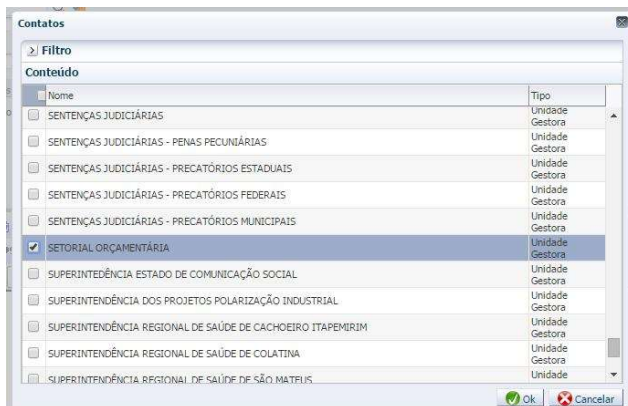 Contatos
Filtro
Conteúdo
Nome Tipo
SENTENÇAS JUDICIÁRIAS Unidade
Gestora
SENTENÇAS JUDICIÁRIAS - PENAS PECUNIÁRIAS Unidade
Gestora
SENTENÇAS JUDICIÁRIAS - PRECATÓRIOS ESTADUAIS Unidade
Gestora
SENTENÇAS JUDICIÁRIAS - PRECATÓRIOS FEDERAIS Unidade
Gestora
SENTENÇAS JUDICIÁRIAS - PRECATÓRIOS MUNICIPAIS Unidade
Gestora
SETORIAL ORÇAMENTÁRIA Unidade
Gestora
SUPERINTEDÊNCIA ESTADO DE COMUNICAÇÃO SOCIAL Unidade
Gestora
SUPERINTENDÊNCIA DOS PROJETOS POLARIZAÇÃO INDUSTRIAL Unidade
Gestora
SUPERINTENDÊNCIA REGIONAL DE SAÚDE DE CACHOEIRO ITAPEMIRIM Unidade
Gestora
SUPERINTENDÊNCIA REGIONAL DE SAÚDE DE COLATINA Unidade
Gestora
SUPERINTENDÊNCIA REGIONAL DE SAÚDE DE SÃO MATEUS Unidade
Ok Cancelar